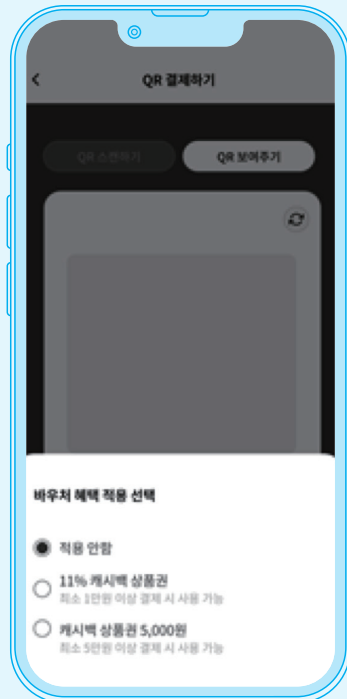 QR 결제하기
QR 스캔하기
QR 보여주기
바우처 혜택 적용 선택
적용 안함
11% 캐시백 상품권
최소 1만원 이상 결제 시 사용 가능
캐시백 상품권 5,000원
최소 5만원 이상 결제 시 사용 가능